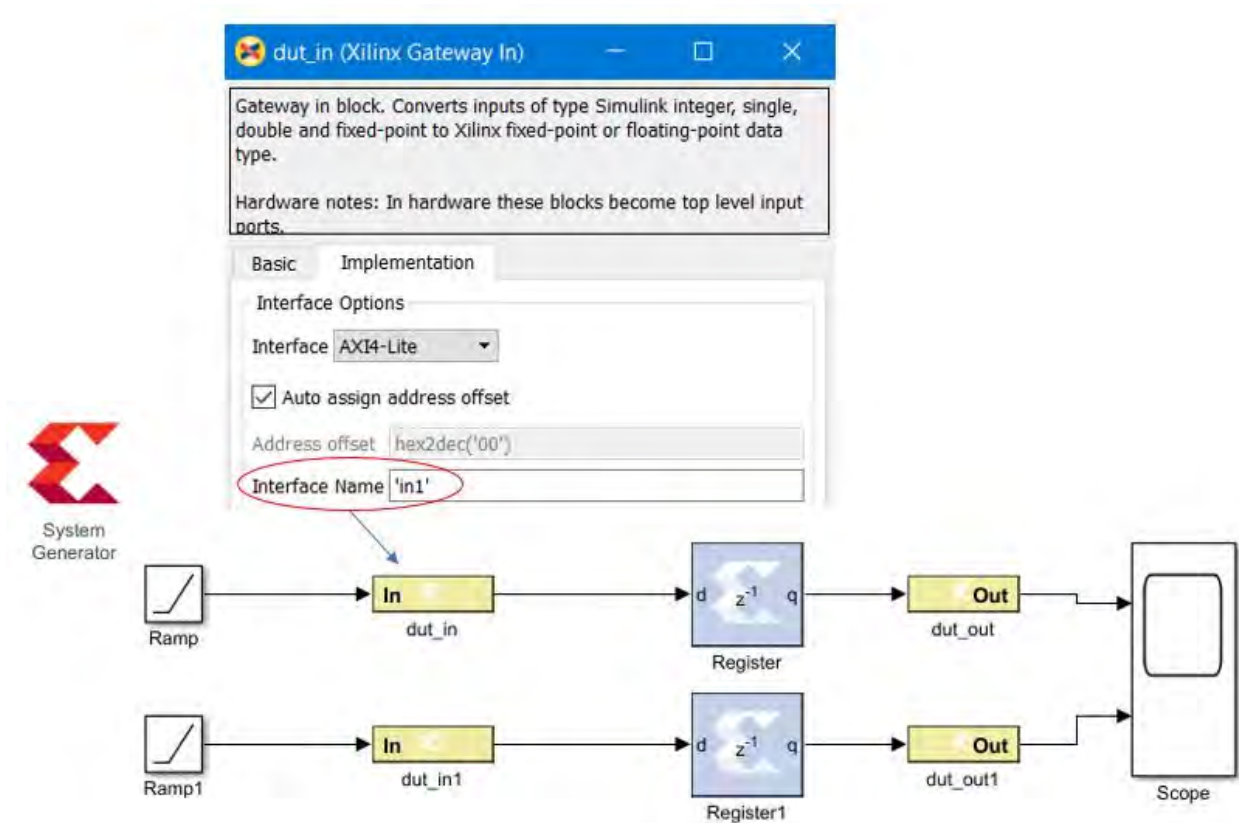 dut_in (Xilinx Gateway In)
Gateway in block. Converts inputs of type Simulink integer, single,
double and fixed-point to Xilinx fixed-point or floating-point data
type.
Hardware notes: In hardware these blocks become top level input
ports.
Basic Implementation
Interface Options
Interface AXI4-Lite
Auto assign address offset
Address offset hex2dec('00')
Interface Name 'in1'
System
Generator
Ramp
In
dut_in
d z-1 q
Register
Out
dut_out
Ramp1
In
dut_in1
d z-1 q
Register1
Out
dut_out1
Scope